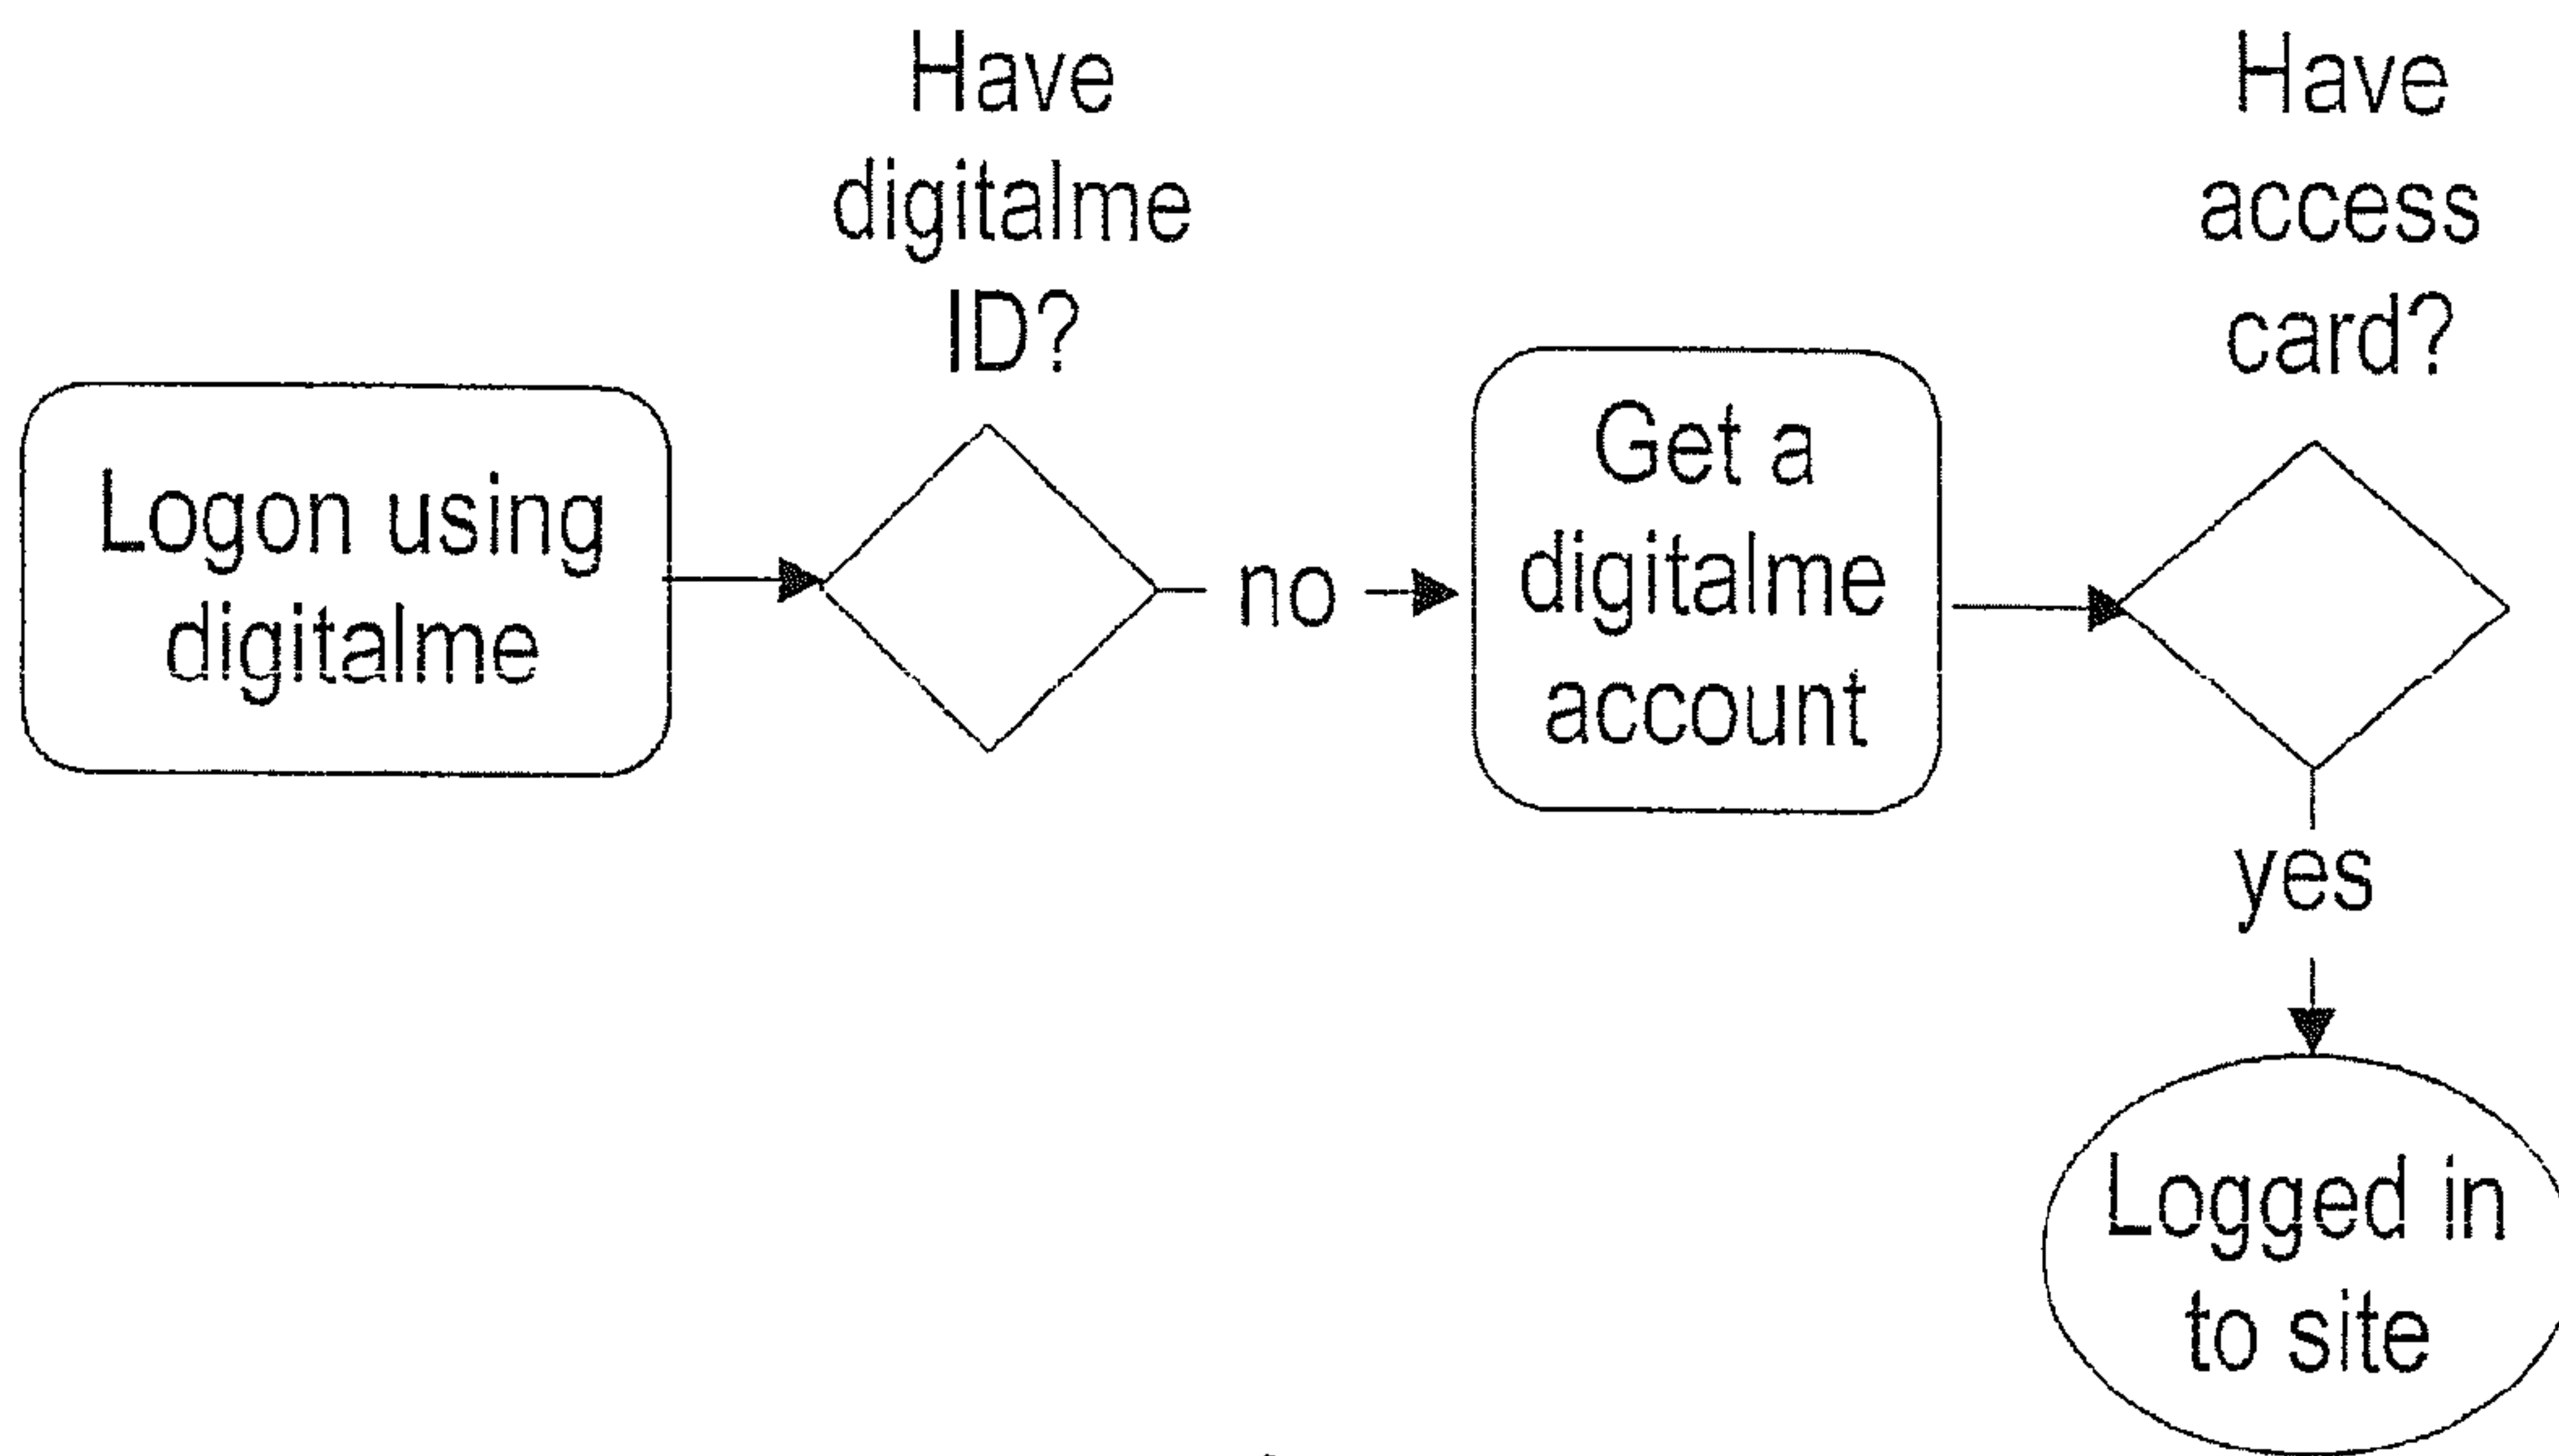 Have
digitalme
ID?
Have
access
card?
Logon using
digitalme
no
Get a
digitalme
account
yes
Logged in
to site